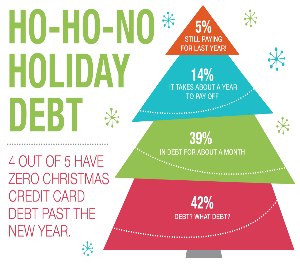 HO-HO-NO
HOLIDAY
DEBT
4 OUT OF 5 HAVE
ZERO CHRISTMAS
CREDIT CARD
DEBT PAST THE
NEW YEAR.
5%
STILL PAYING
FOR LAST YEAR!
14%
IT TAKES ABOUT A YEAR
TO PAY OFF
39%
IN DEBT FOR ABOUT A MONTH
42%
DEBT? WHAT DEBT?